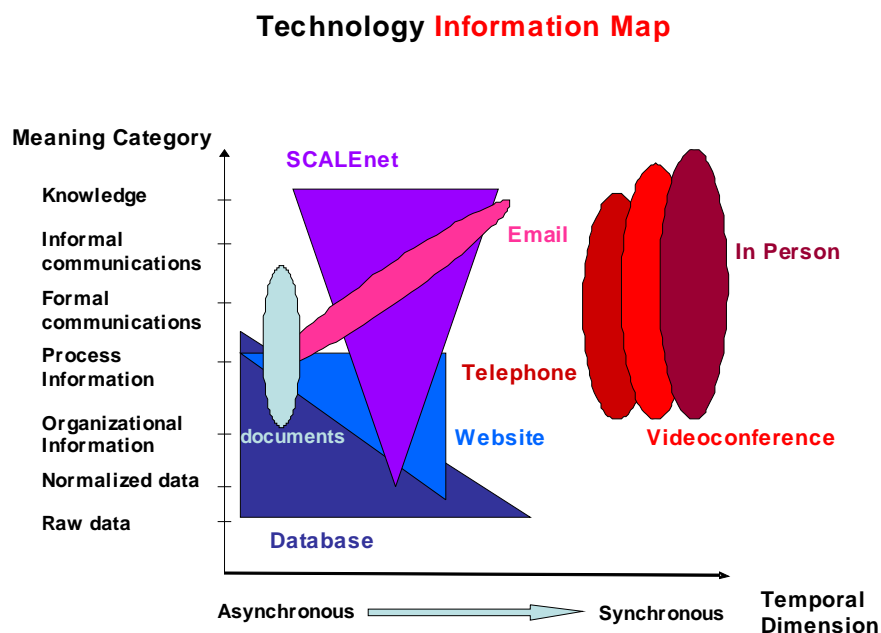 Technology Information Map
Meaning Category
SCALEnet
Knowledge
Email
Informal
communications
In Person
Formal
communications
Process
Information
Telephone
Organizational
Information
documents
Website
Videoconference
Normalized data
Raw data
Database
Asynchronous
Synchronous
Temporal
Dimension